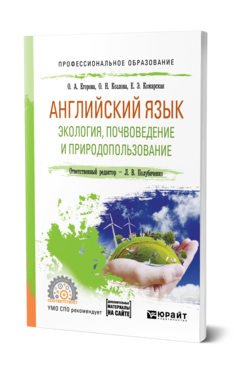 ПРОФЕССИОНАЛЬНОЕ ОБРАЗОВАНИЕ
О. А. Егорова, О. Н. Козлова, Е. Э. Кожарская
АНГЛИЙСКИЙ ЯЗЫК
ЭКОЛОГИЯ, ПОЧВОВЕДЕНИЕ
И ПРИРОДОПОЛЬЗОВАНИЕ
Ответственный редактор – Л. В. Полубиченко
УМО СПО рекомендует
ДОПОЛНИТЕЛЬНЫЕ
МАТЕРИАЛЫ
НА САЙТЕ
ЮРАЙТ